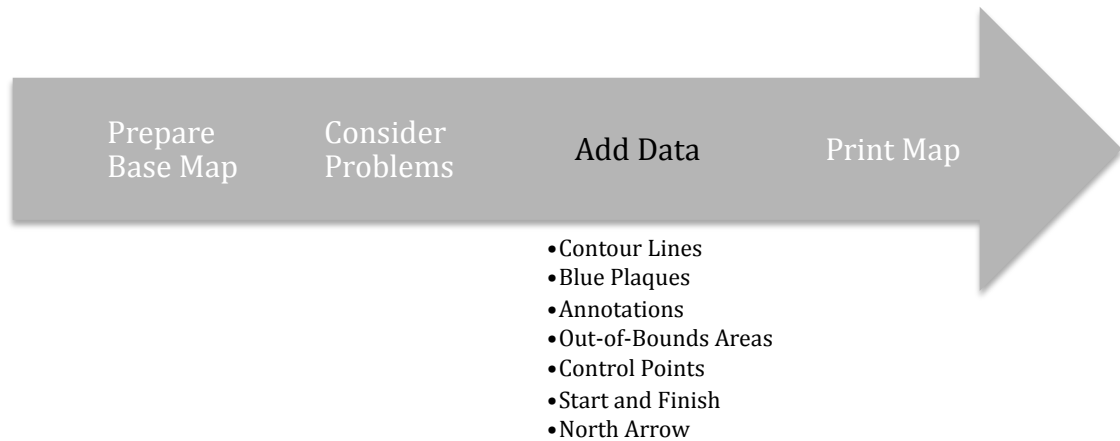 Prepare
Base Map
Consider
Problems
Add Data
Print Map
•Contour Lines
•Blue Plaques
•Annotations
•Out-of-Bounds Areas
•Control Points
•Start and Finish
•North Arrow